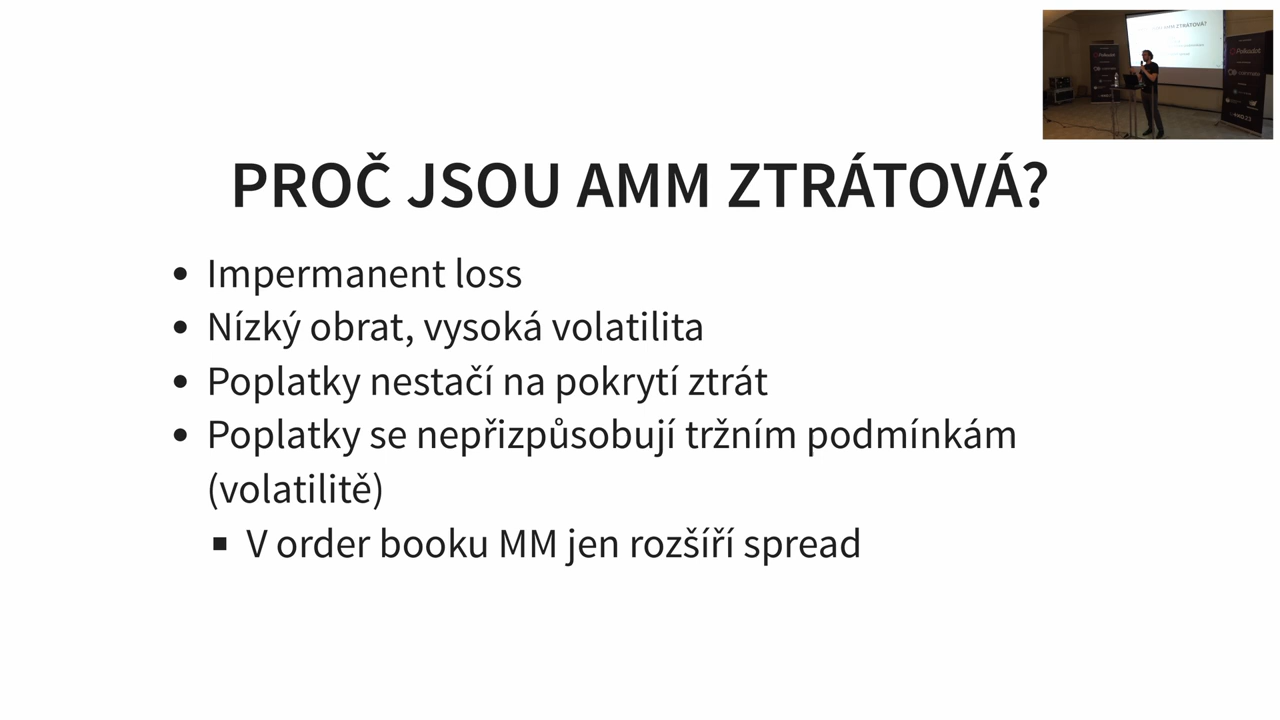 PROČ JSOU AMM ZTRÁTOVÁ?
Impermanent loss
Nízký obrat, vysoká volatilita
Poplatky nestačí na pokrytí ztrát
Poplatky se nepřizpůsobují tržním podmínkám
(volatilitě)
V order booku MM jen rozšíří spread
Polkadot